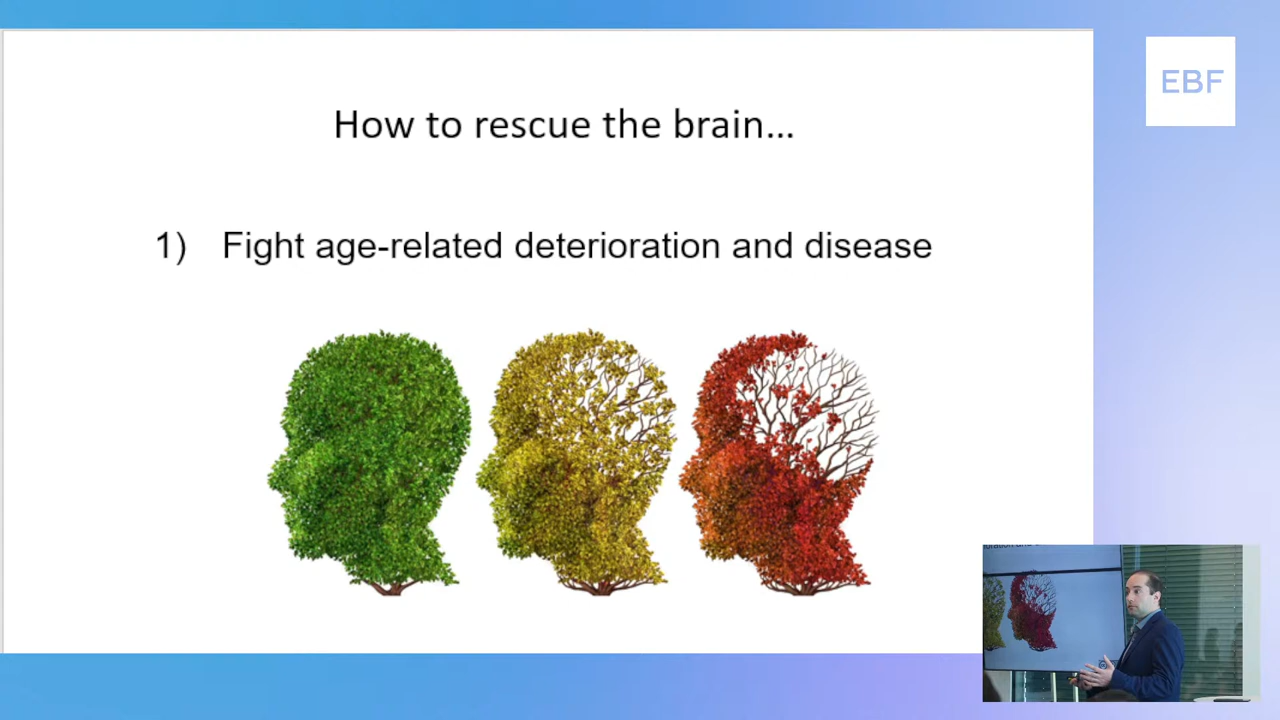 EBF
How to rescue the brain...
1) Fight age-related deterioration and disease